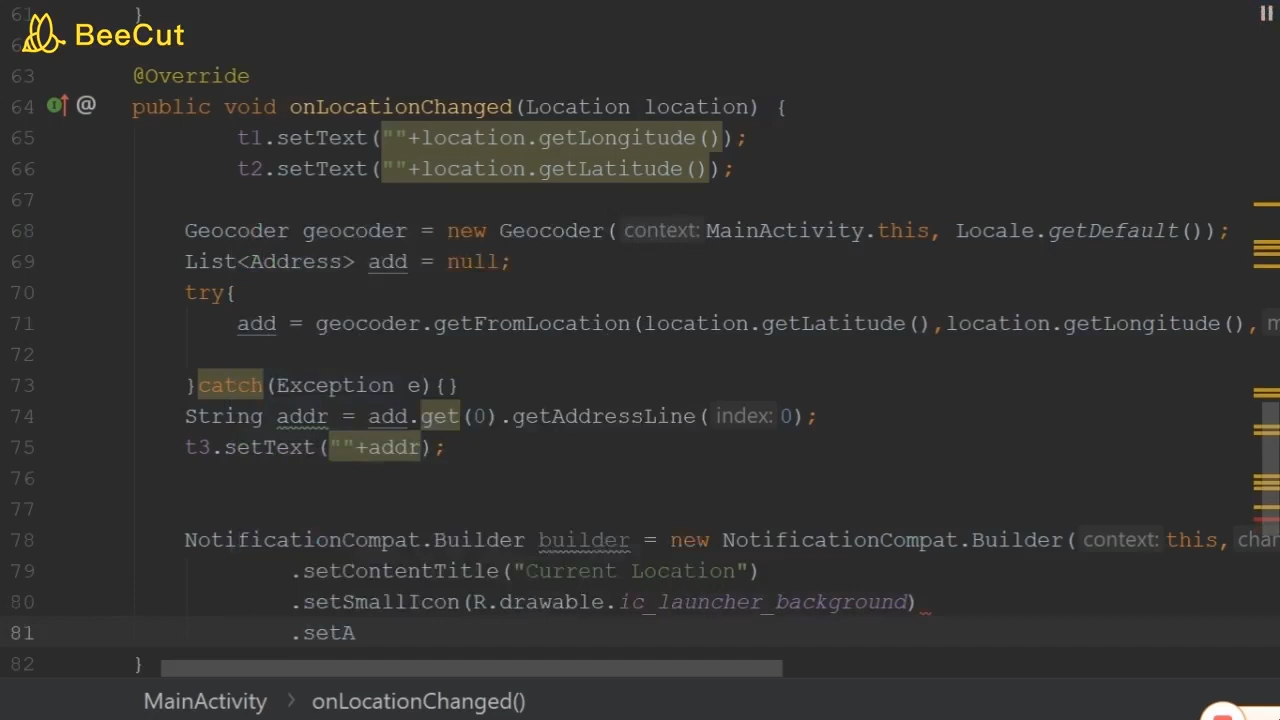 61 }
BeeCut
63 @Override
64 @ public void onLocationChanged(Location location) {
65 t1.setText(""+location.getLongitude());
66 t2.setText(""+location.getLatitude());
67
68 Geocoder geocoder = new Geocoder( context: MainActivity.this, Locale.getDefault());
69 List<Address> add = null;
70 try{
71 add = geocoder.getFromLocation(location.getLatitude(),location.getLongitude(),
72
73 }catch(Exception e){}
74 String addr = add.get(0).getAddressLine( index: 0);
75 t3.setText(""+addr);
76
77
78 NotificationCompat.Builder builder = new NotificationCompat.Builder( context: this,
79 .setContentTitle("Current Location")
80 .setSmallIcon(R.drawable.ic_launcher_background)
81 .setA
82 }
MainActivity > onLocationChanged()